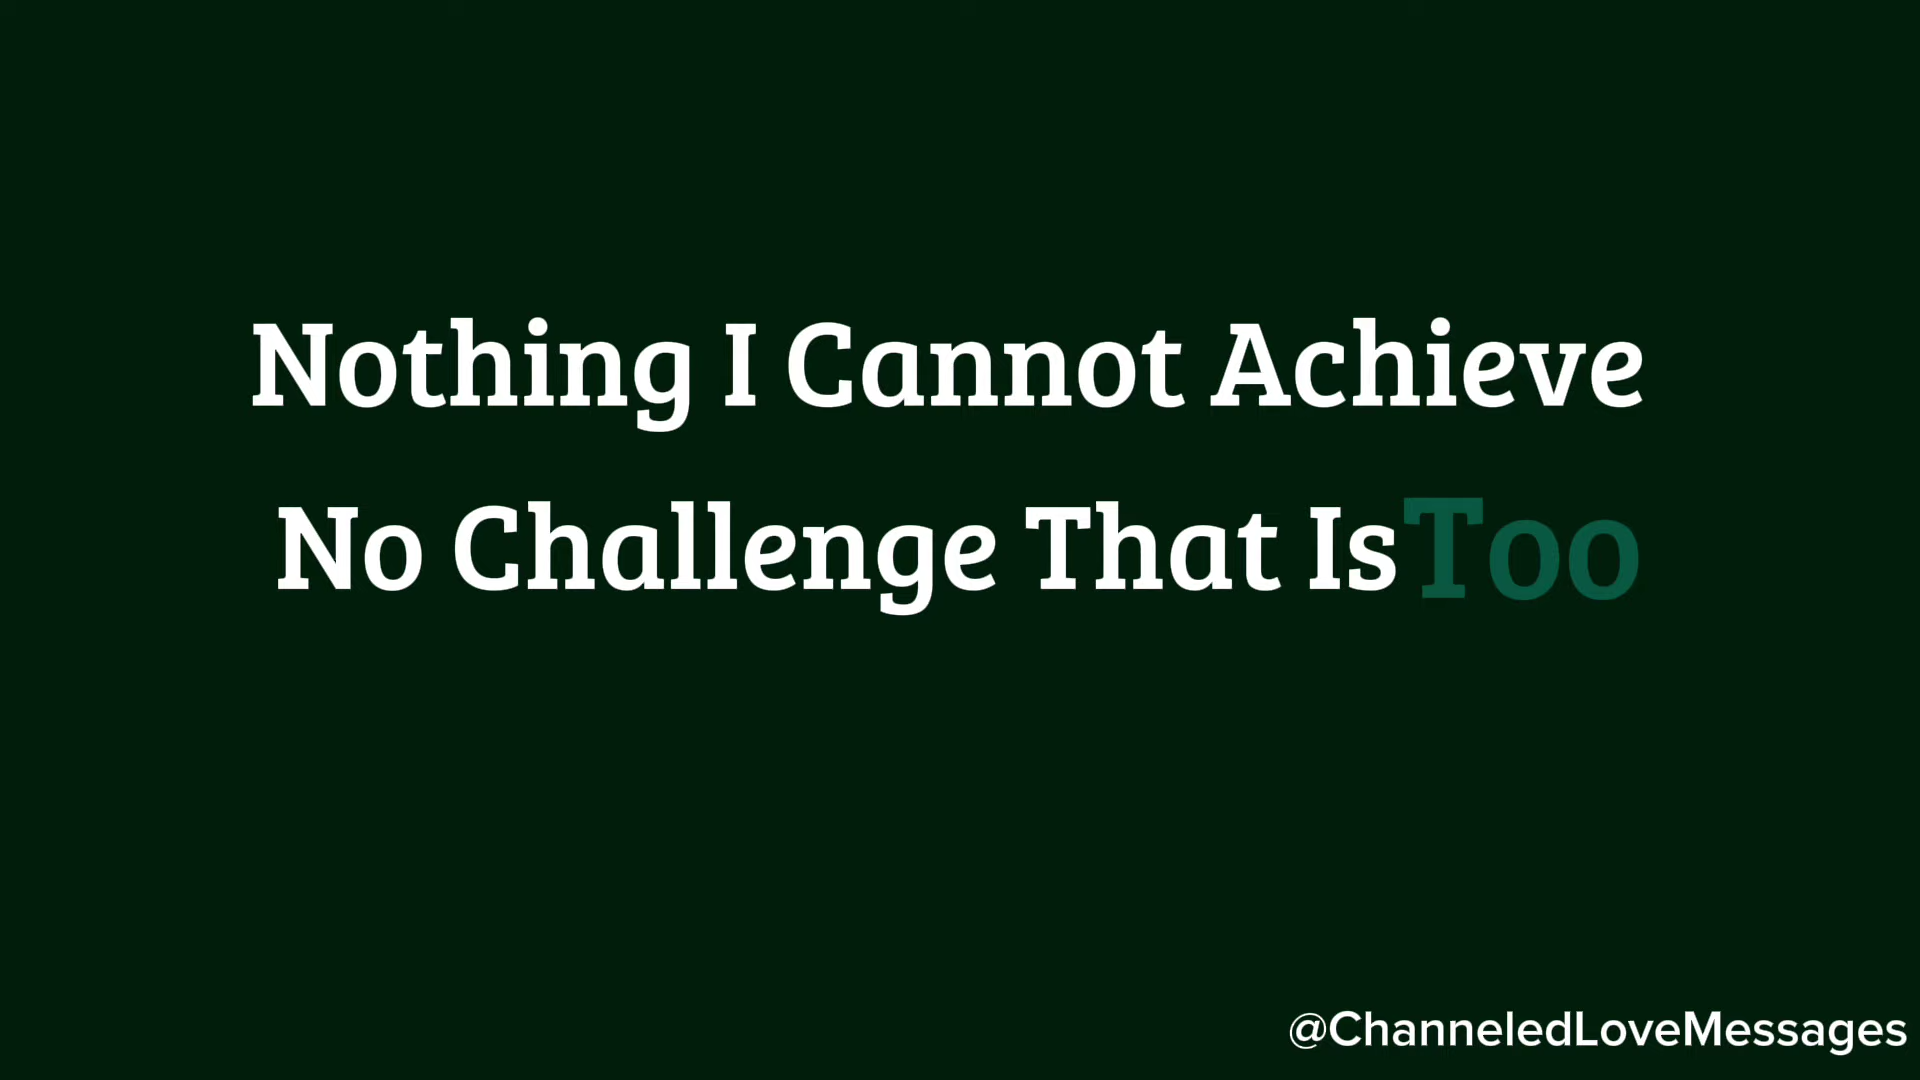 Nothing I Cannot Achieve
No Challenge That Is Too
@ChanneledLoveMessages